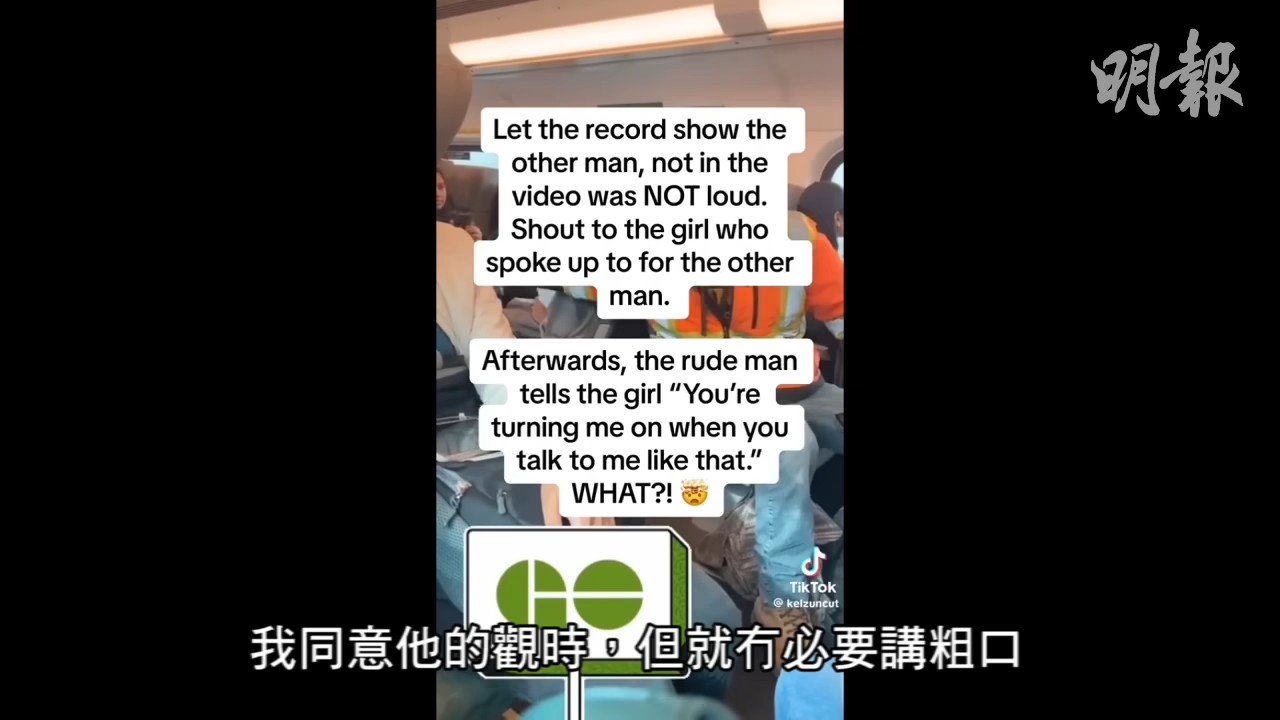 明報
Let the record show the
other man, not in the
video was NOT loud.
Shout to the girl who
spoke up to for the other
man.
Afterwards, the rude man
tells the girl “You’re
turning me on when you
talk to me like that.”
WHAT?! 🤯
GO
TikTok
@ kelzuncut
我同意他的觀時，但就冇必要講粗口